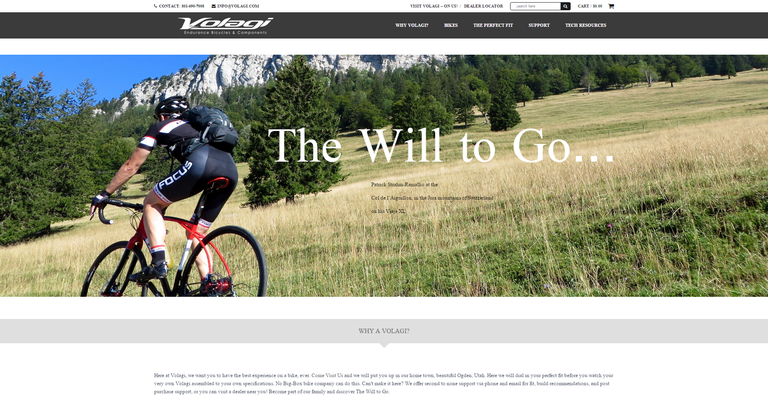 CONTACT: 801-690-7008
INFO@VOLAGI.COM
VISIT VOLAGI – ON US!
DEALER LOCATOR
search here
CART / $0.00
Volagi
Endurance Bicycles & Components
WHY VOLAGI?
BIKES
THE PERFECT FIT
SUPPORT
TECH RESOURCES
The Will to Go...
FOCUS
at the
Col de l'Aiguillon, in the Jura mountains of Switzerland
on his Viaje XL
WHY A VOLAGI?
Here at Volagi, we want you to have the best experience on a bike, ever. Come Visit Us and we will put you up in our home town, beautiful Ogden, Utah. Here we will dial in your perfect fit before you watch your
very own Volagi assembled to your own specifications. No Big-Box bike company can do this. Can't make it here? We offer second to none support via phone and email for fit, build recommendations, and post
purchase support, or you can visit a dealer near you! Become part of our family and discover The Will to Go.